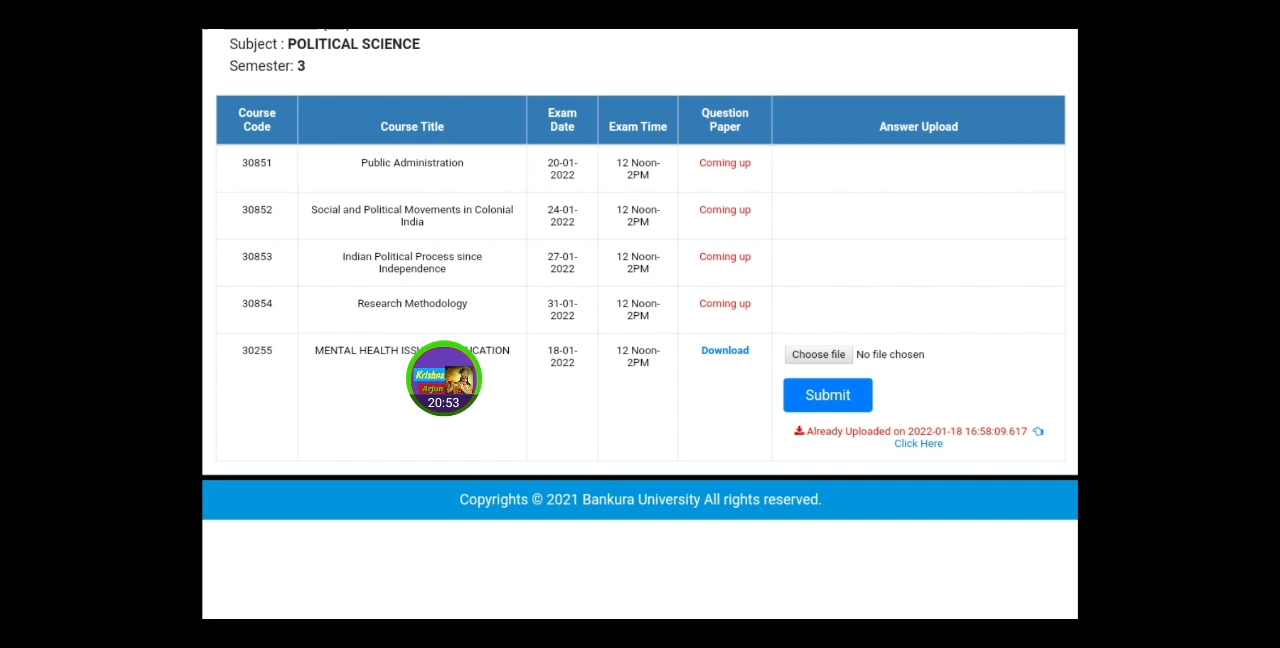 Subject : POLITICAL SCIENCE
Semester: 3
Course Code
Course Title
Exam Date
Exam Time
Question Paper
Answer Upload
30851
Public Administration
20-01-
2022
12 Noon-
2PM
Coming up
30852
Social and Political Movements in Colonial
India
24-01-
2022
12 Noon-
2PM
Coming up
30853
Indian Political Process since
Independence
27-01-
2022
12 Noon-
2PM
Coming up
30854
Research Methodology
31-01-
2022
12 Noon-
2PM
Coming up
30255
MENTAL HEALTH
18-01-
2022
12 Noon-
2PM
Download
Choose file No file chosen
Submit
Already Uploaded on 2022-01-18 16:58:09.617
Click Here
Krishna
Arjun
20:53
Copyrights © 2021 Bankura University All rights reserved.